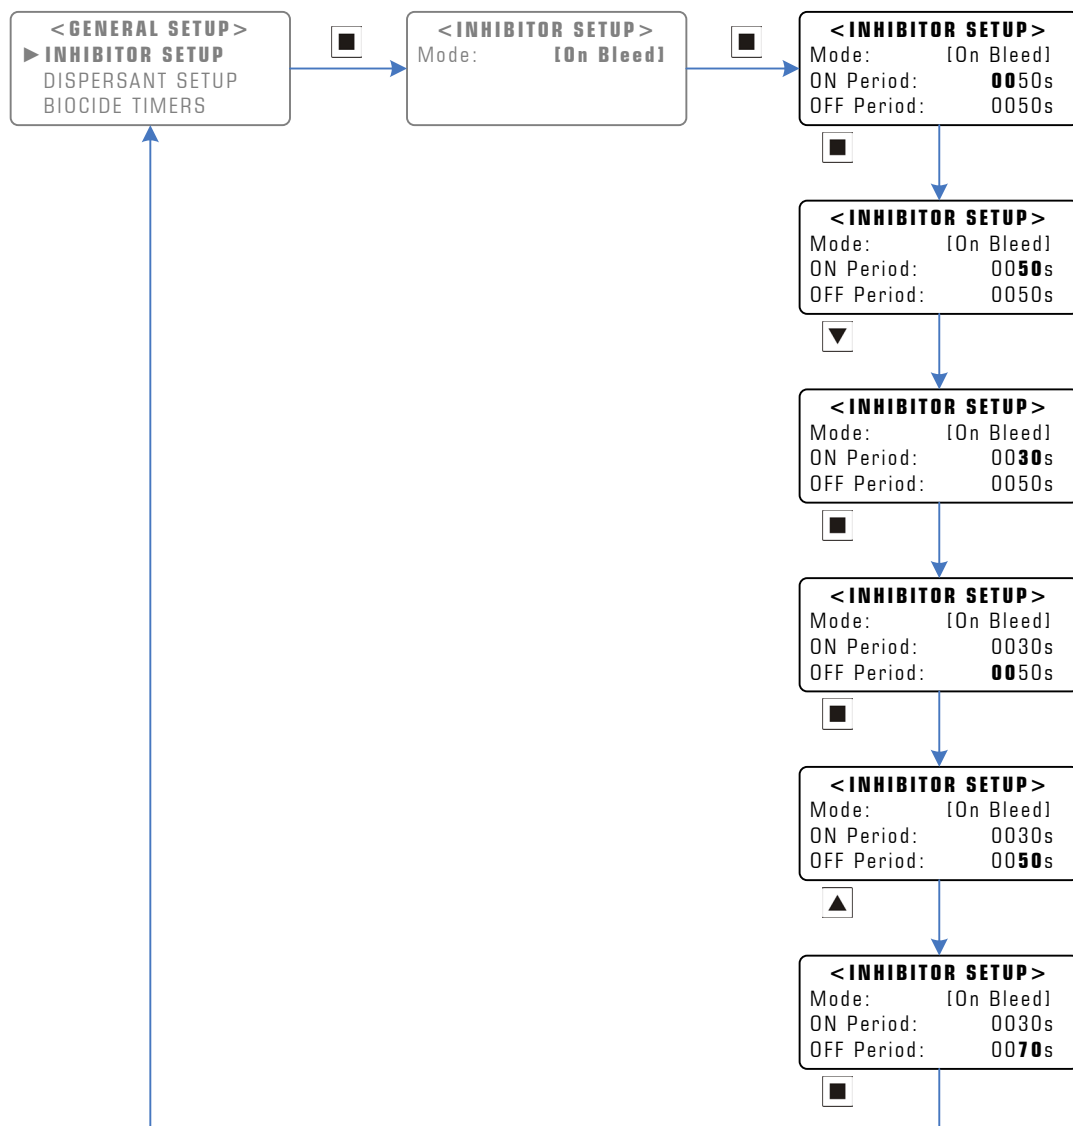 <GENERAL SETUP>
►INHIBITOR SETUP
DISPERSANT SETUP
BIOCIDE TIMERS
<INHIBITOR SETUP>
Mode: [On Bleed]
<INHIBITOR SETUP>
Mode: [On Bleed]
ON Period: 0050s
OFF Period: 0050s
<INHIBITOR SETUP>
Mode: [On Bleed]
ON Period: 0050s
OFF Period: 0050s
<INHIBITOR SETUP>
Mode: [On Bleed]
ON Period: 0030s
OFF Period: 0050s
<INHIBITOR SETUP>
Mode: [On Bleed]
ON Period: 0030s
OFF Period: 0050s
<INHIBITOR SETUP>
Mode: [On Bleed]
ON Period: 0030s
OFF Period: 0050s
<INHIBITOR SETUP>
Mode: [On Bleed]
ON Period: 0030s
OFF Period: 0070s